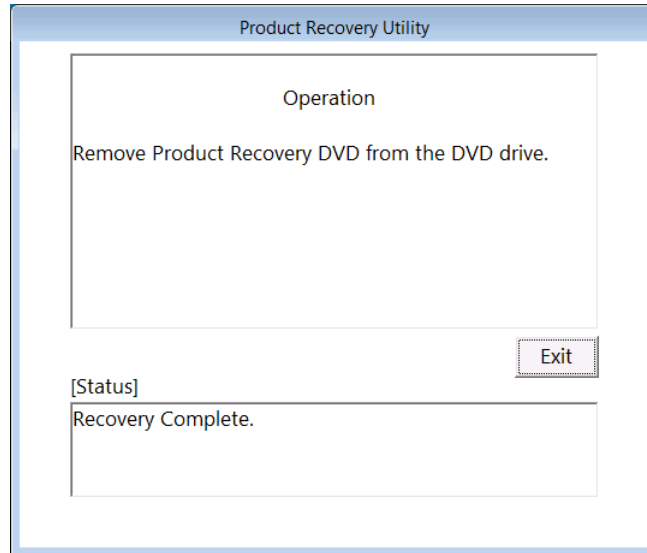 Product Recovery Utility
Operation
Remove Product Recovery DVD from the DVD drive.
Exit
[Status]
Recovery Complete.